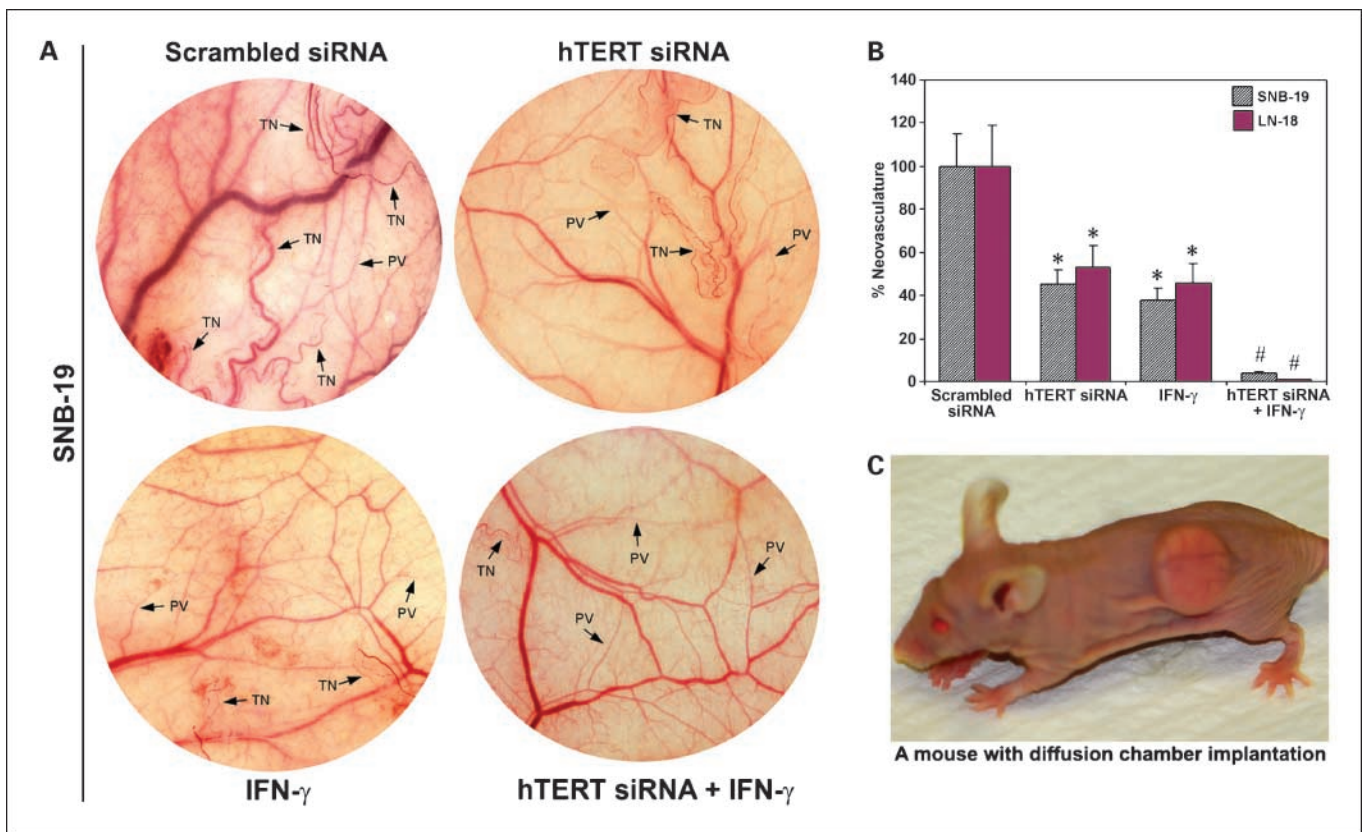 A
SNB-19
Scrambled siRNA
TN
TN
TN
PV
TN
TN
hTERT siRNA
TN
PV
PV
TN
PV
PV
TN
TN
IFN-γ
PV
TN
PV
PV
hTERT siRNA + IFN-γ
B
% Neovasculature
140
120
100
80
60
40
20
0
SNB-19
LN-18
* * * * # #
Scrambled siRNA
hTERT siRNA
IFN-γ
hTERT siRNA + IFN-γ
C
A mouse with diffusion chamber implantation